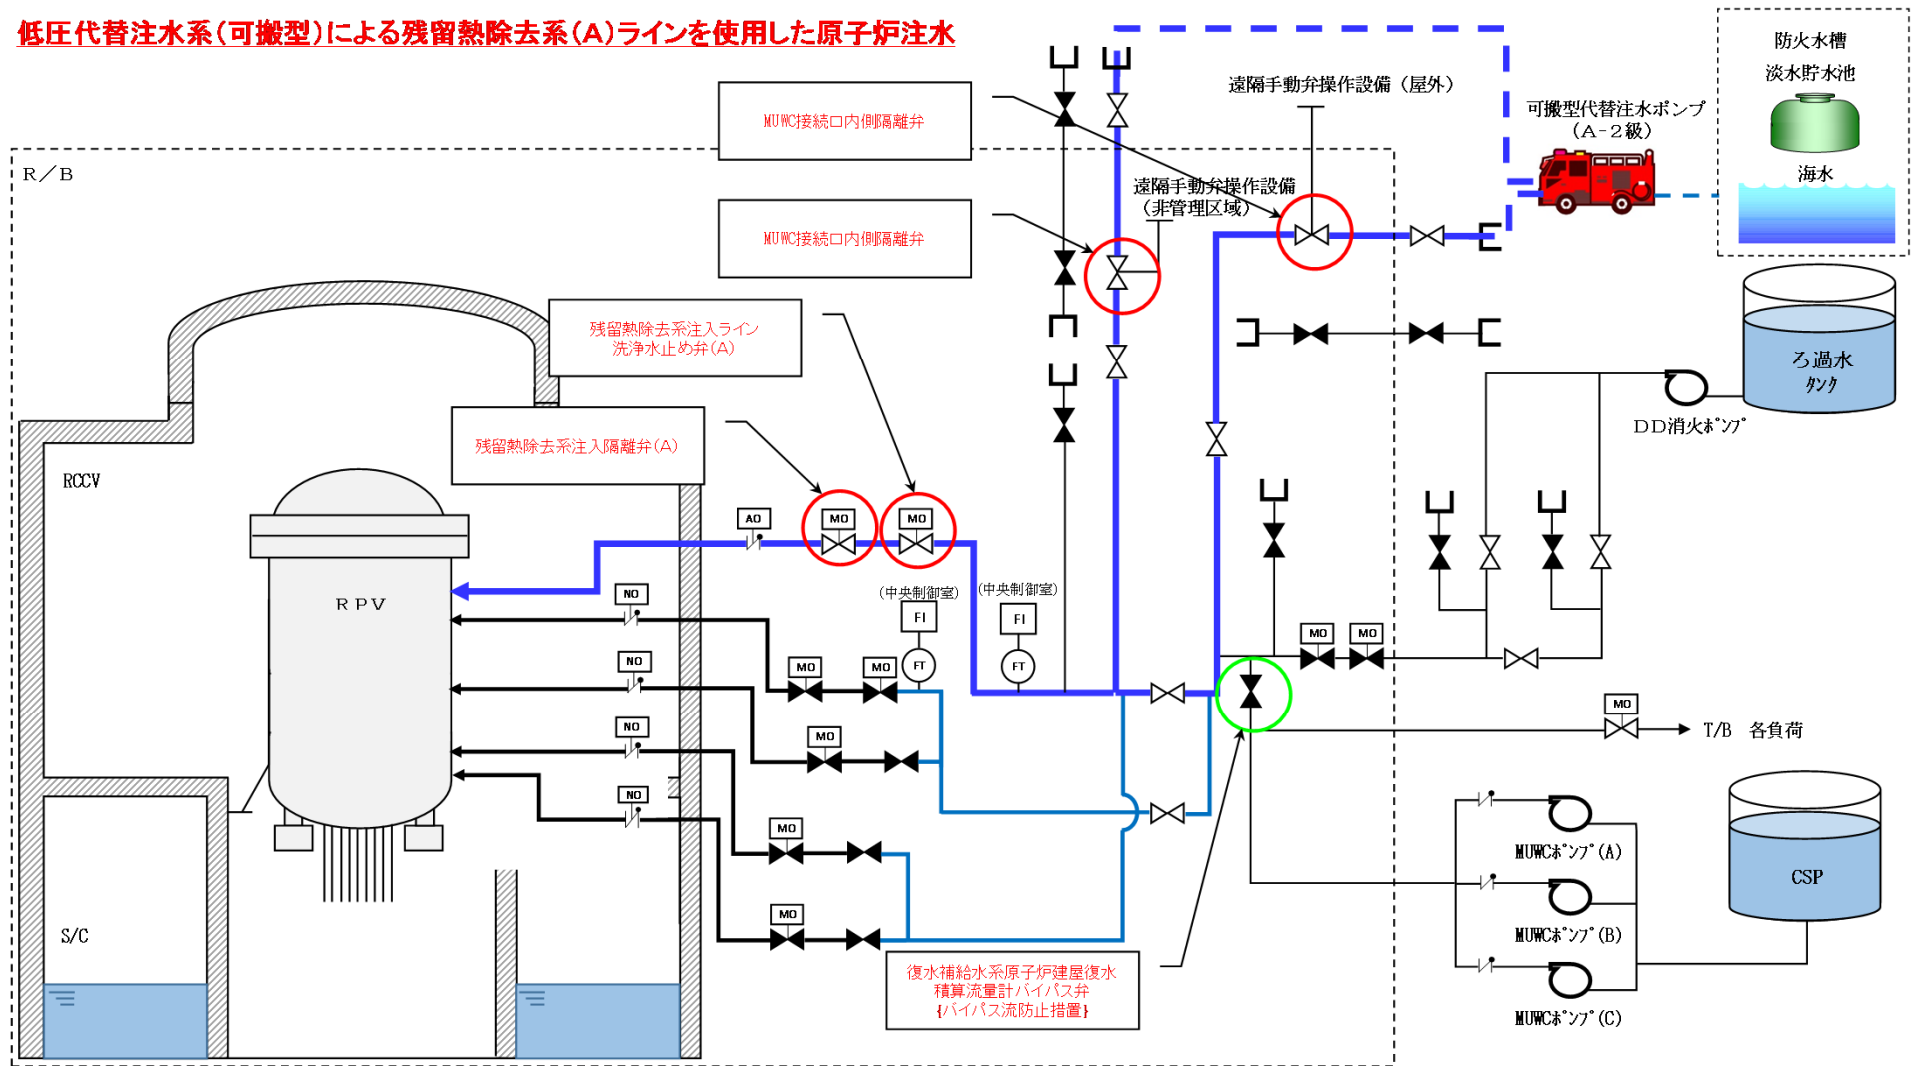 低圧代替注水系(可搬型)による残留熱除去系(A)ラインを使用した原子炉注水
防火水槽
淡水貯水池
海水
遠隔手動弁操作設備（屋外）
可搬型代替注水ポンプ
（A-2級）
MUWC接続口内側隔離弁
R／B
遠隔手動弁操作設備
（非管理区域）
MUWC接続口内側隔離弁
残留熱除去系注入ライン
洗浄水止め弁(A)
ろ過水
ﾀﾝｸ
DD消火ﾎﾟﾝﾌﾟ
残留熱除去系注入隔離弁(A)
RCCV
AO
MO
MO
RPV
(中央制御室)
(中央制御室)
NO
FI
FI
MO
MO
FT
FT
NO
MO
MO
NO
MO
MO
T/B 各負荷
NO
MO
MUWCﾎﾟﾝﾌﾟ(A)
CSP
MO
MUWCﾎﾟﾝﾌﾟ(B)
S/C
復水補給水系原子炉建屋復水
積算流量計バイパス弁
{バイパス流防止措置}
MUWCﾎﾟﾝﾌﾟ(C)